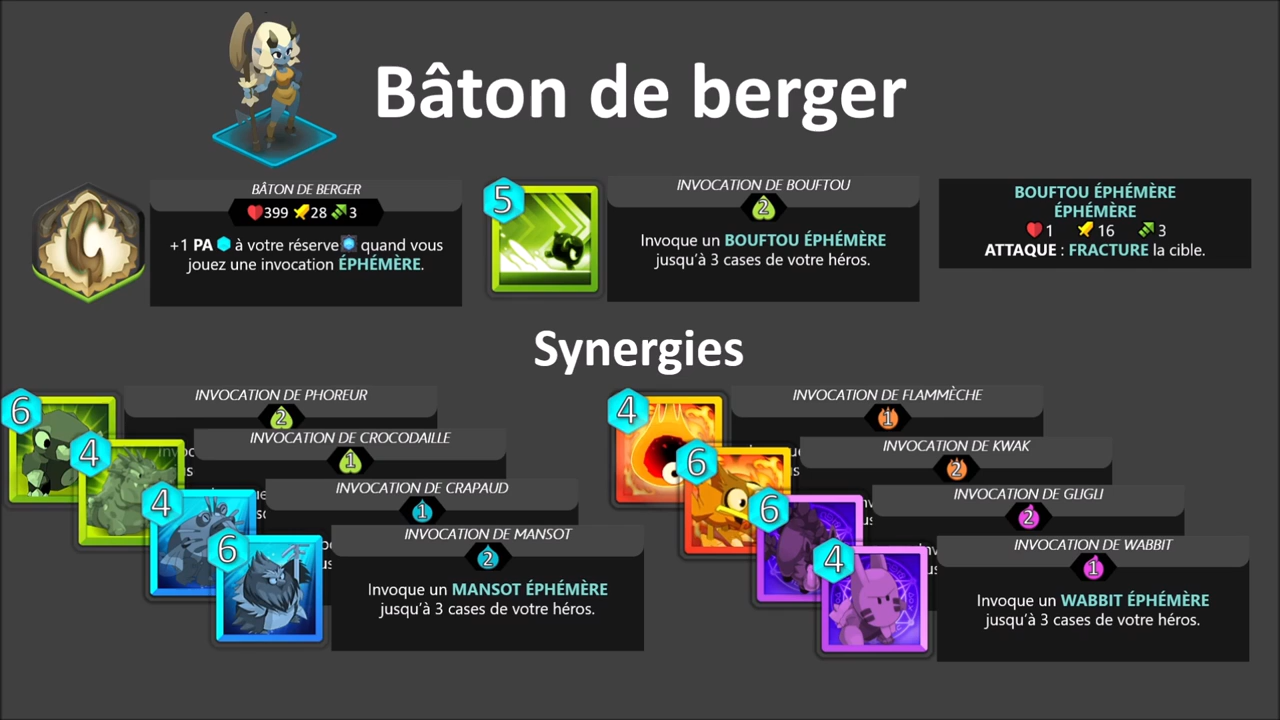 Bâton de berger
BÂTON DE BERGER
399 28 3
+1 PA à votre réserve quand vous
jouez une invocation ÉPHÉMÈRE.
5
INVOCATION DE BOUFTOU
2
Invoque un BOUFTOU ÉPHÉMÈRE
jusqu'à 3 cases de votre héros.
BOUFTOU ÉPHÉMÈRE
ÉPHÉMÈRE
1 16 3
ATTAQUE : FRACTURE la cible.
Synergies
6
INVOCATION DE PHOREUR
2
4
INVOCATION DE CROCODAILLE
1
4
INVOCATION DE CRAPAUD
1
6
INVOCATION DE MANSOT
2
Invoque un MANSOT ÉPHÉMÈRE
jusqu'à 3 cases de votre héros.
4
INVOCATION DE FLAMMÈCHE
1
6
INVOCATION DE KWAK
2
6
INVOCATION DE GLIGLI
2
4
INVOCATION DE WABBIT
1
Invoque un WABBIT ÉPHÉMÈRE
jusqu'à 3 cases de votre héros.